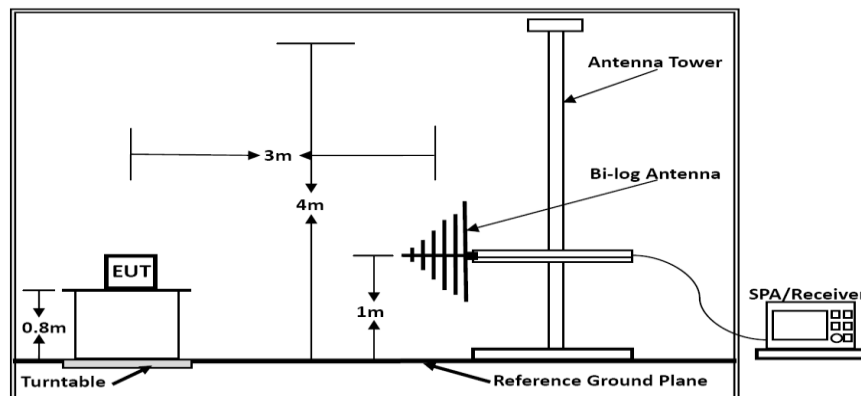 Antenna Tower
3m
Bi-log Antenna
4m
EUT
SPA/Receiver
0.8m
1m
Turntable
Reference Ground Plane